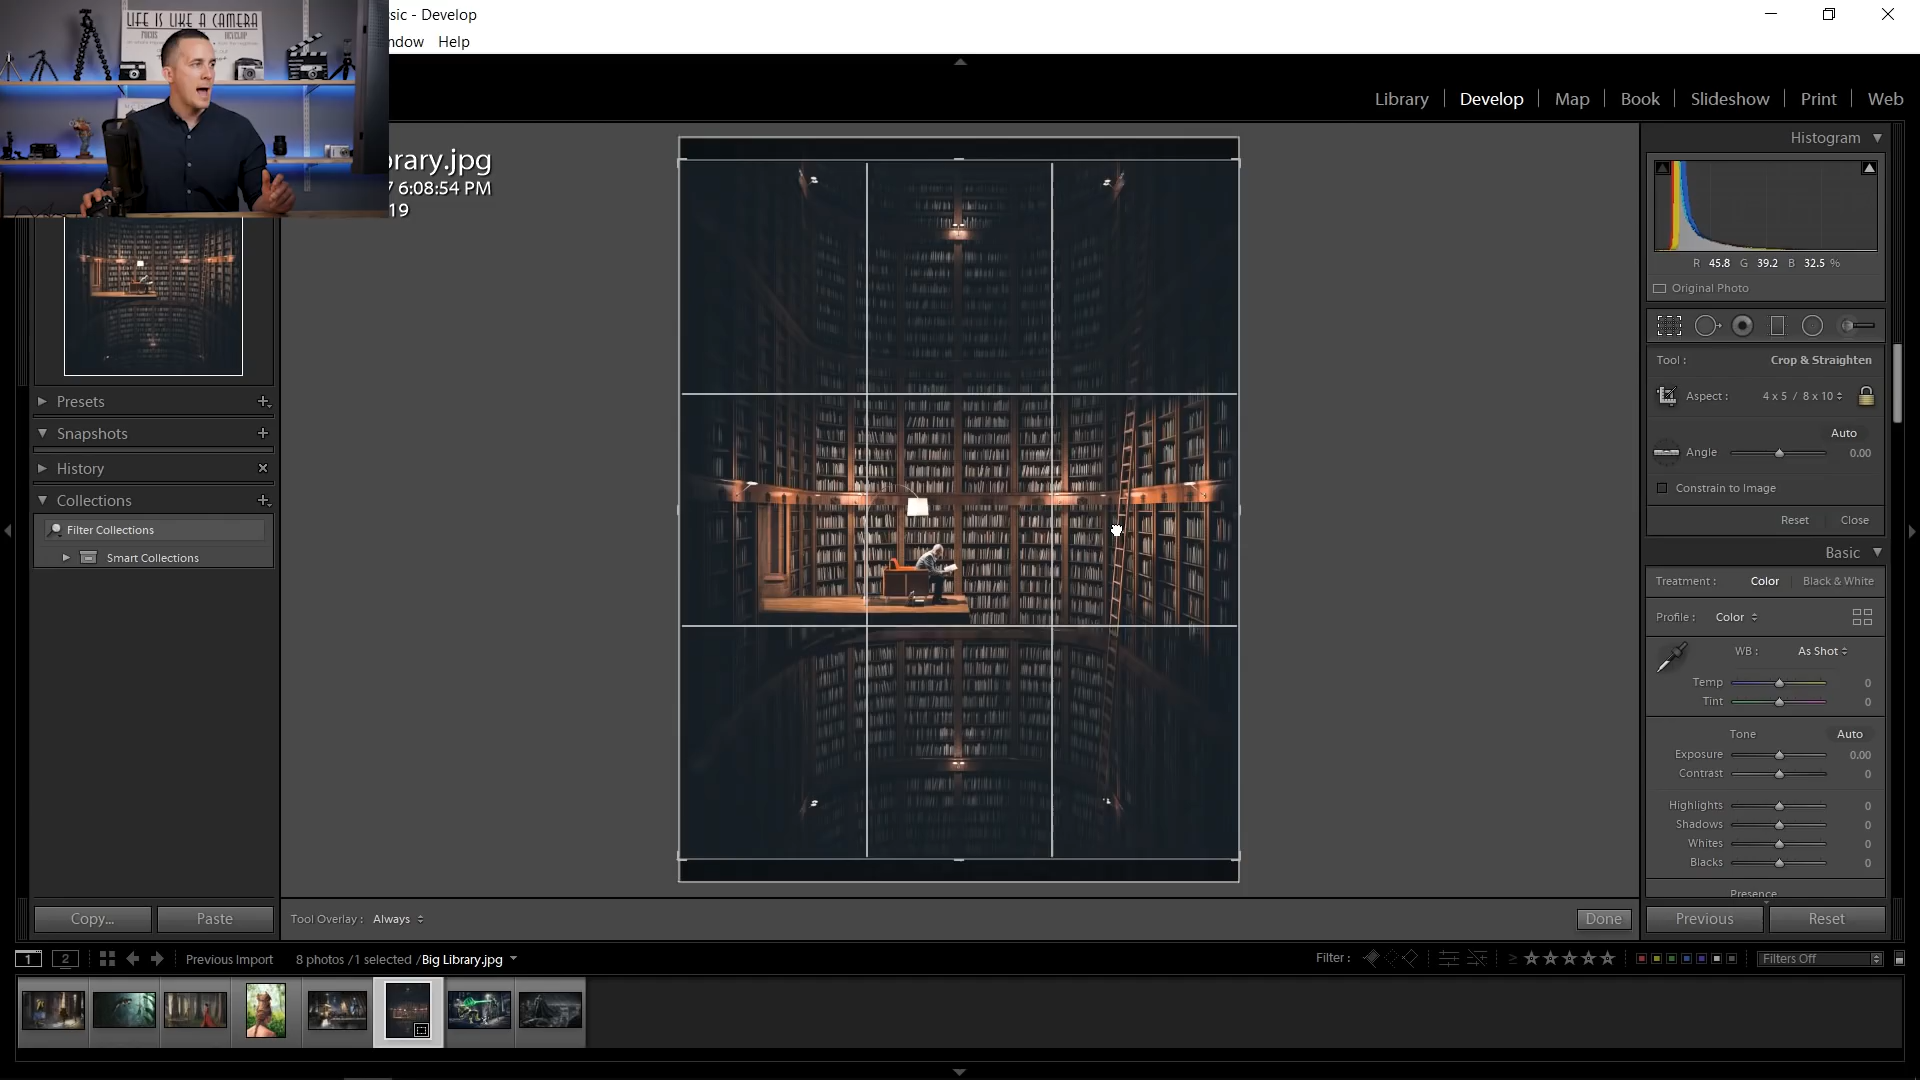 LIFE IS LIKE A CAMERA
FOCUS
DEVELOP
sic - Develop
ndow Help
Library
Develop
Map
Book
Slideshow
Print
Web
brary.jpg
7 6:08:54 PM
19
Histogram
R 45.8 G 39.2 B 32.5 %
Original Photo
Tool : Crop & Straighten
Aspect : 4 x 5 / 8 x 10
Auto
Angle 0.00
Constrain to Image
Reset Close
Basic
Treatment : Color Black & White
Profile : Color
WB : As Shot
Temp 0
Tint 0
Tone Auto
Exposure 0.00
Contrast 0
Highlights 0
Shadows 0
Whites 0
Blacks 0
Presence
Previous Reset
Presets
Snapshots
History
Collections
Filter Collections
Smart Collections
Copy... Paste
Tool Overlay : Always
Done
1 2 Previous Import 8 photos /1 selected /Big Library.jpg
Filter : ≥ Filters Off